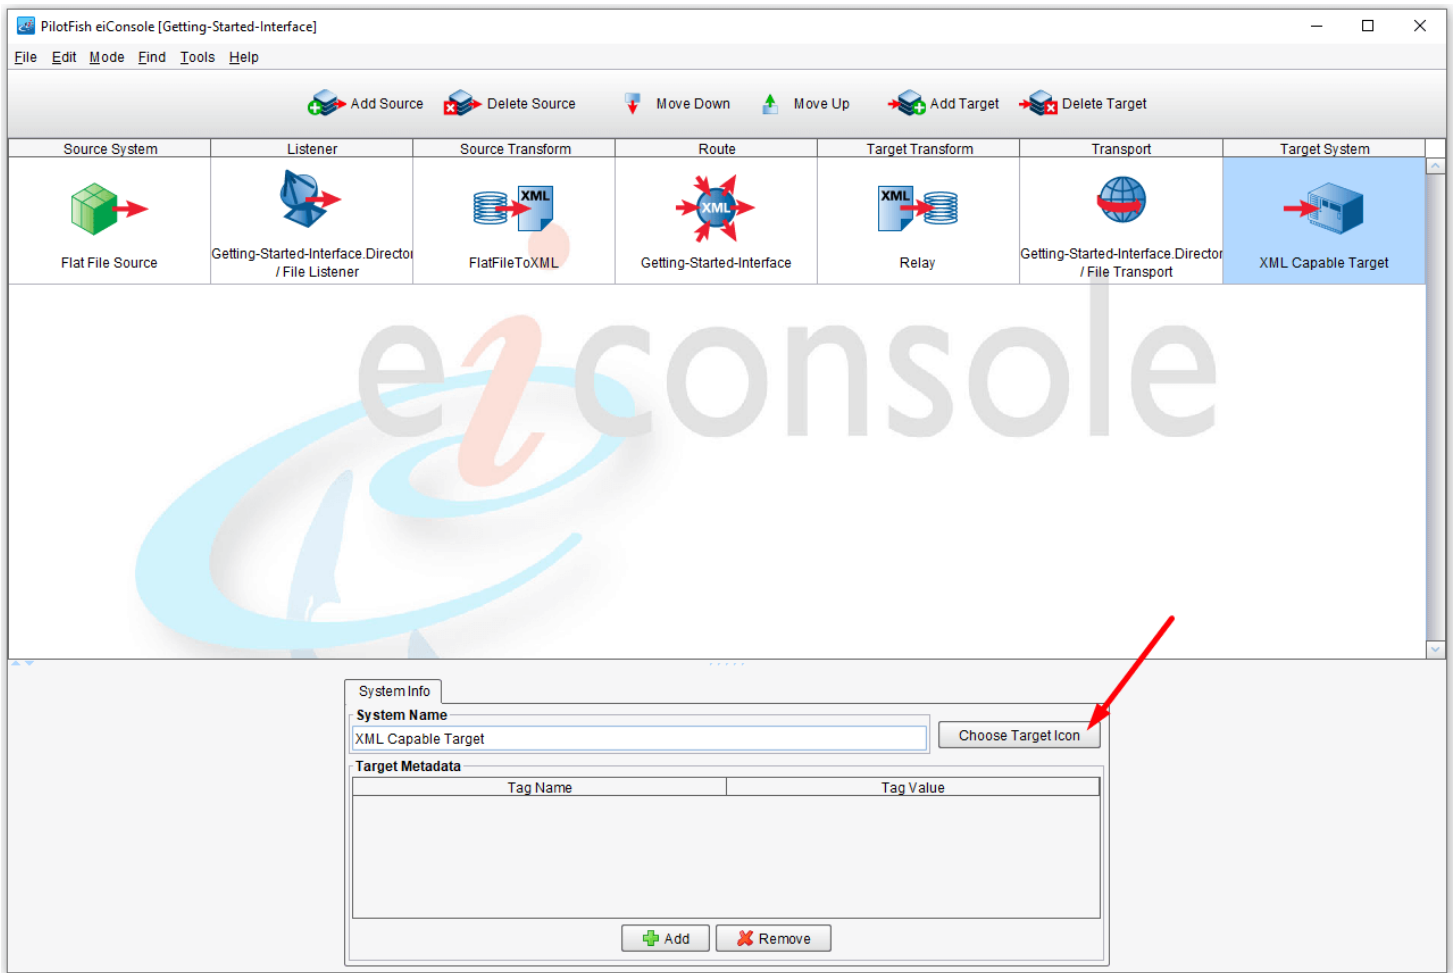 PilotFish eiConsole [Getting-Started-Interface]
File Edit Mode Find Tools Help
Add Source Delete Source Move Down Move Up Add Target Delete Target
Source System Listener Source Transform Route Target Transform Transport Target System
XML XML XML
Flat File Source Getting-Started-Interface.Director FlatFileToXML Getting-Started-Interface Relay Getting-Started-Interface.Director XML Capable Target
/ File Listener / File Transport
eiconsole
System Info
System Name
XML Capable Target Choose Target Icon
Target Metadata
Tag Name Tag Value
Add Remove